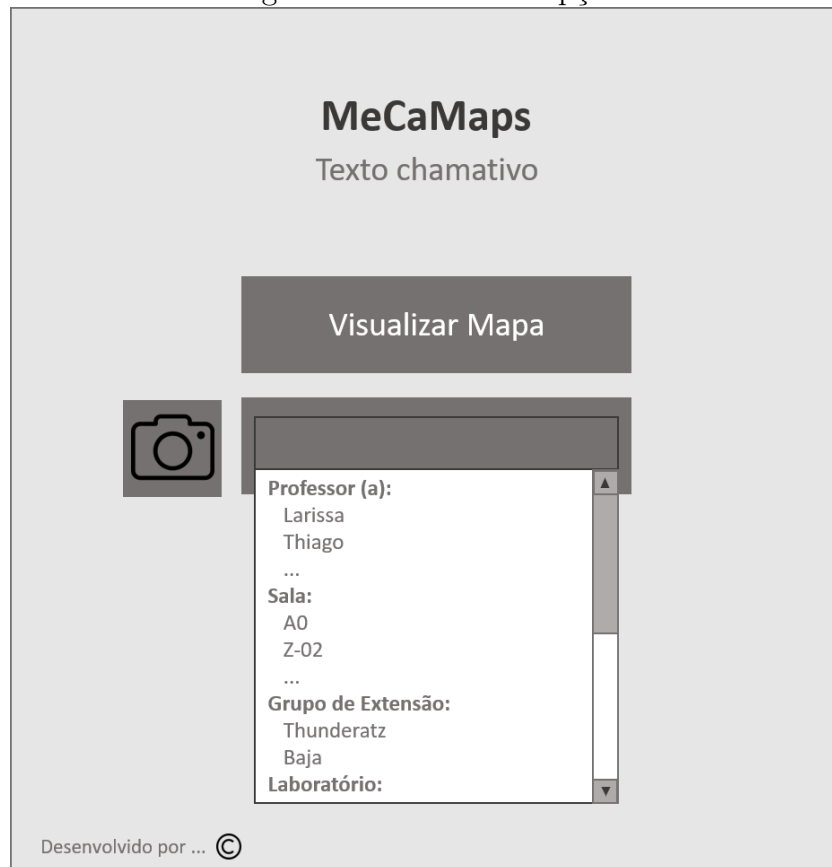 MeCaMaps
Texto chamativo
Visualizar Mapa
Professor (a):
Larissa
Thiago
...
Sala:
A0
Z-02
...
Grupo de Extensão:
Thunderatz
Baja
Laboratório:
Desenvolvido por ... ©